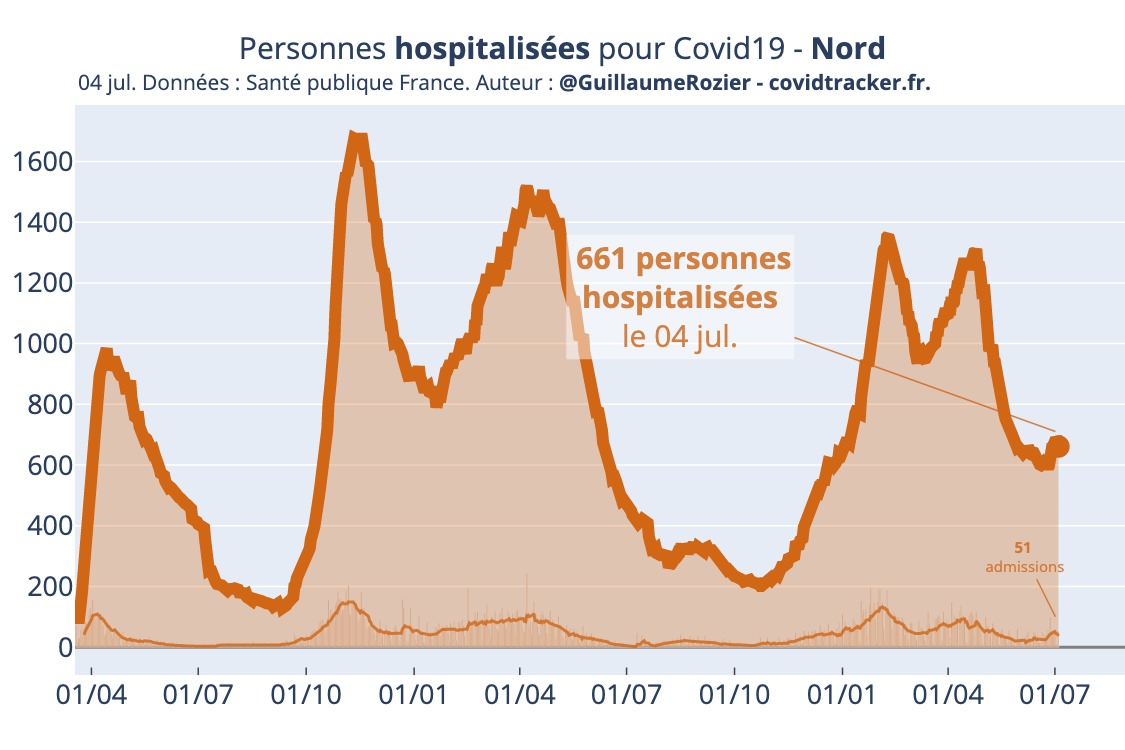 Personnes hospitalisées pour Covid19 - Nord
04 jul. Données : Santé publique France. Auteur : @GuillaumeRozier - covidtracker.fr.
1600
1400
1200
1000
800
600
400
200
0
661 personnes
hospitalisées
le 04 jul.
51
admissions
01/04 01/07 01/10 01/01 01/04 01/07 01/10 01/01 01/04 01/07